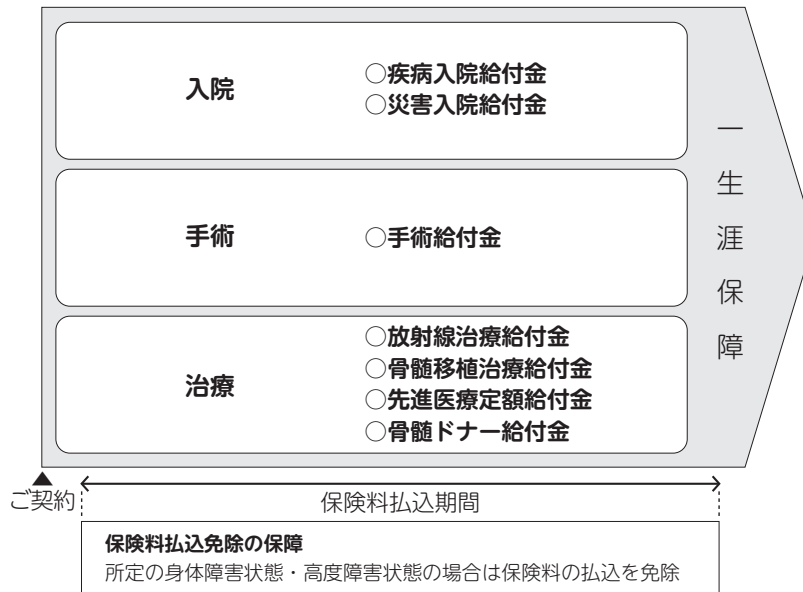 入院
○疾病入院給付金
○災害入院給付金
手術
○手術給付金
治療
○放射線治療給付金
○骨髄移植治療給付金
○先進医療定額給付金
○骨髄ドナー給付金
一生涯保障
▲
ご契約
保険料払込期間
保険料払込免除の保障
所定の身体障害状態・高度障害状態の場合は保険料の払込を免除